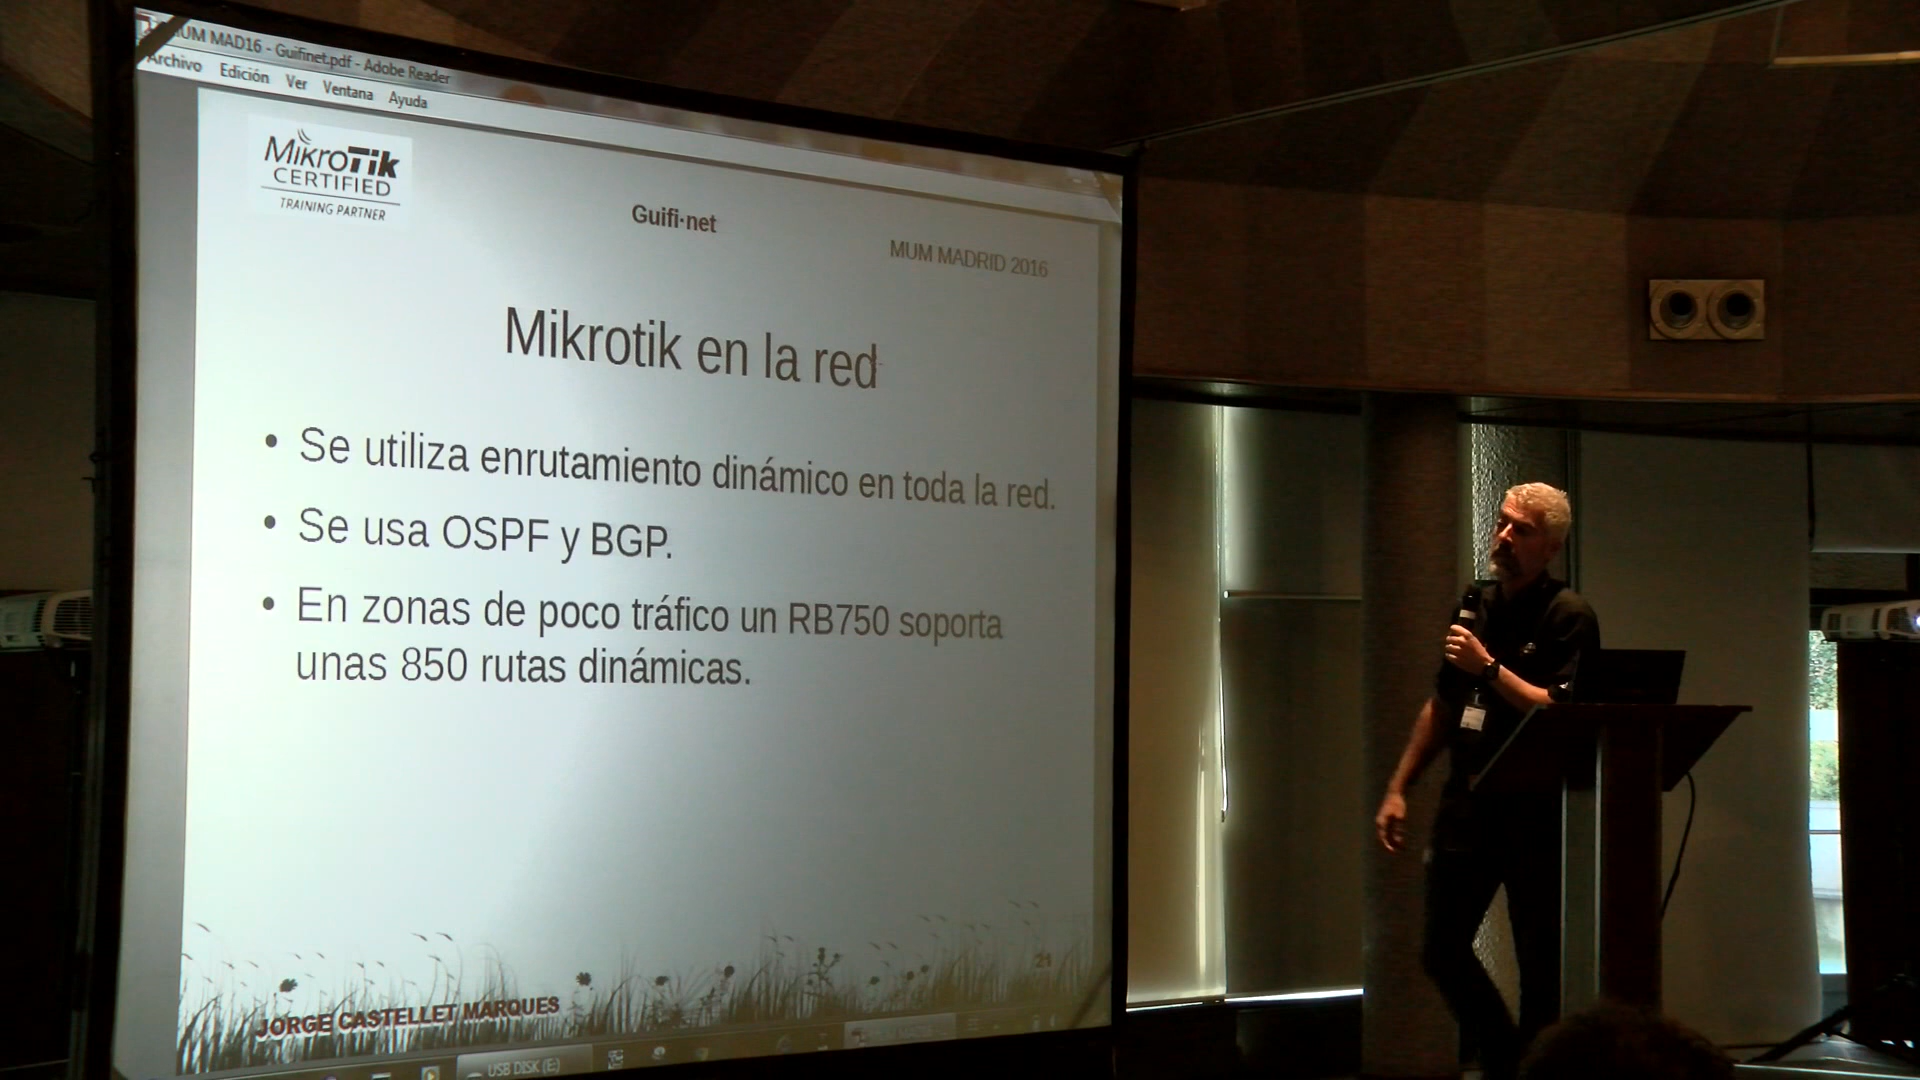 MUM MAD16 - Guifinet.pdf - Adobe Reader
Archivo Edición Ver Ventana Ayuda
MikroTik
CERTIFIED
TRAINING PARTNER
Guifi·net
MUM MADRID 2016
Mikrotik en la red
• Se utiliza enrutamiento dinámico en toda la red.
• Se usa OSPF y BGP.
• En zonas de poco tráfico un RB750 soporta
unas 850 rutas dinámicas.
21
JORGE CASTELLET MARQUES
USB DISK (E:)